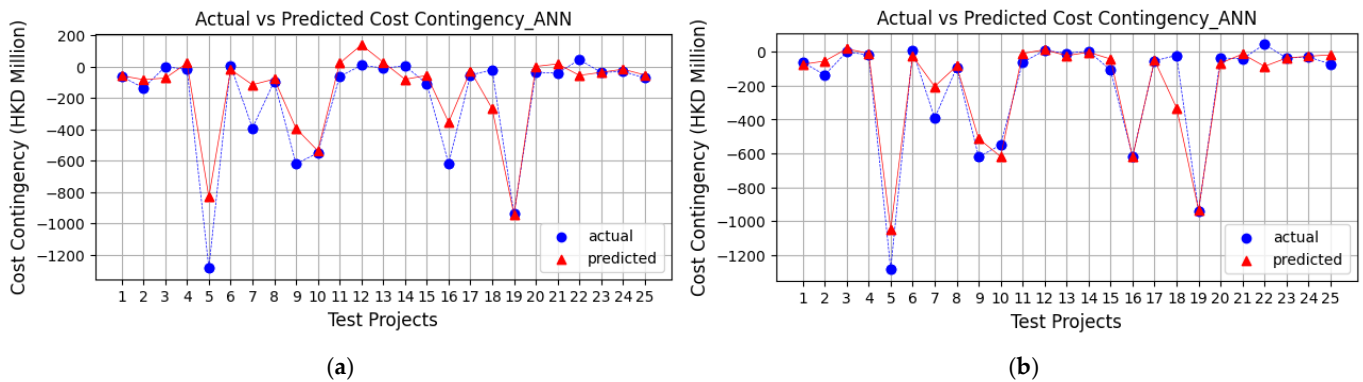 Actual vs Predicted Cost Contingency_ANN
Cost Contingency (HKD Million)
200
0
−200
−400
−600
−800
−1000
−1200
actual
predicted
1 2 3 4 5 6 7 8 9 10 11 12 13 14 15 16 17 18 19 20 21 22 23 24 25
Test Projects
(a)
Actual vs Predicted Cost Contingency_ANN
Cost Contingency (HKD Million)
0
−200
−400
−600
−800
−1000
−1200
actual
predicted
1 2 3 4 5 6 7 8 9 10 11 12 13 14 15 16 17 18 19 20 21 22 23 24 25
Test Projects
(b)